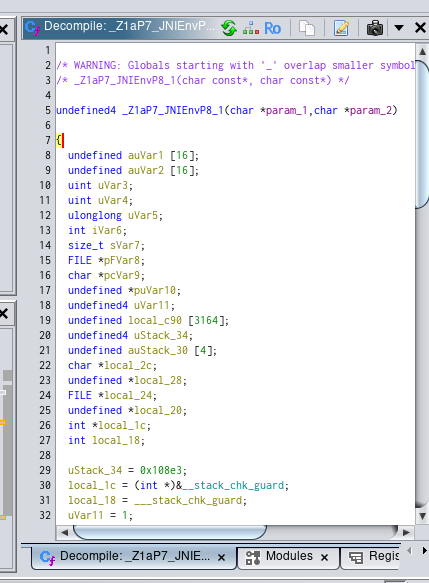 Decompile: _Z1aP7_JNIEnvP... Ro
1
2 /* WARNING: Globals starting with '_' overlap smaller symbol
3 /* _Z1aP7_JNIEnvP8_1(char const*, char const*) */
4
5 undefined4 _Z1aP7_JNIEnvP8_1(char *param_1,char *param_2)
6
7 {
8 undefined auVar1 [16];
9 undefined auVar2 [16];
10 uint uVar3;
11 uint uVar4;
12 ulonglong uVar5;
13 int iVar6;
14 size_t sVar7;
15 FILE *pFVar8;
16 char *pcVar9;
17 undefined *puVar10;
18 undefined4 uVar11;
19 undefined local_c90 [3164];
20 undefined4 uStack_34;
21 undefined auStack_30 [4];
22 char *local_2c;
23 undefined *local_28;
24 FILE *local_24;
25 undefined *local_20;
26 int *local_1c;
27 int local_18;
28
29 uStack_34 = 0x108e3;
30 local_1c = (int *)&__stack_chk_guard;
31 local_18 = ___stack_chk_guard;
32 uVar11 = 1;
Decompile: _Z1aP7_JNIE... × Modules × Regis